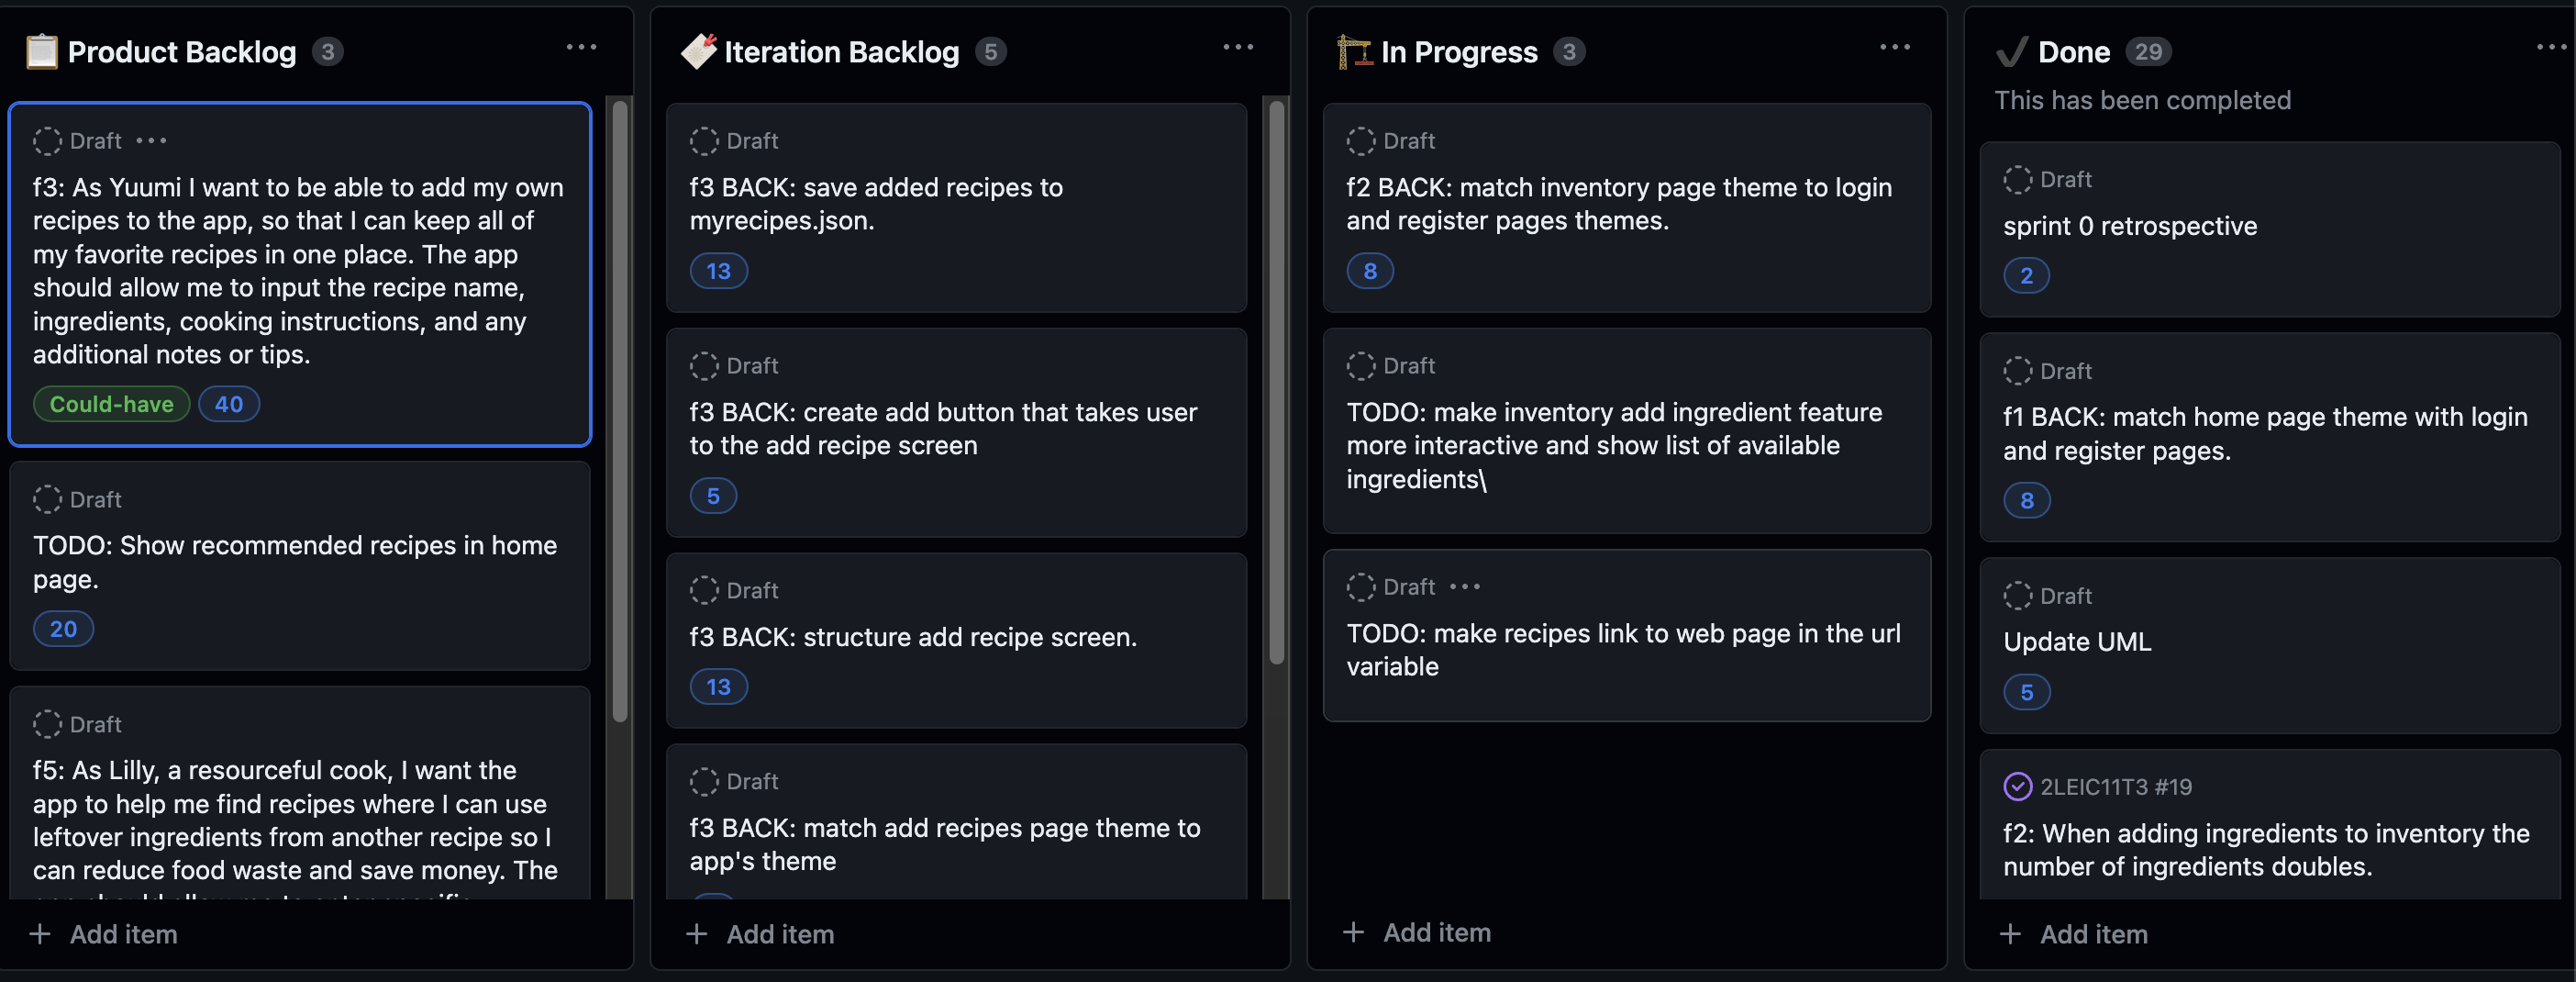 Product Backlog 3
Draft
f3: As Yuumi I want to be able to add my own
recipes to the app, so that I can keep all of
my favorite recipes in one place. The app
should allow me to input the recipe name,
ingredients, cooking instructions, and any
additional notes or tips.
Could-have 40
Draft
TODO: Show recommended recipes in home
page.
20
Draft
f5: As Lilly, a resourceful cook, I want the
app to help me find recipes where I can use
leftover ingredients from another recipe so I
can reduce food waste and save money. The
+ Add item
Iteration Backlog 5
Draft
f3 BACK: save added recipes to
myrecipes.json.
13
Draft
f3 BACK: create add button that takes user
to the add recipe screen
5
Draft
f3 BACK: structure add recipe screen.
13
Draft
f3 BACK: match add recipes page theme to
app's theme
+ Add item
In Progress 3
Draft
f2 BACK: match inventory page theme to login
and register pages themes.
8
Draft
TODO: make inventory add ingredient feature
more interactive and show list of available
ingredients\
Draft
TODO: make recipes link to web page in the url
variable
+ Add item
Done 29
This has been completed
Draft
sprint 0 retrospective
2
Draft
f1 BACK: match home page theme with login
and register pages.
8
Draft
Update UML
5
2LEIC11T3 #19
f2: When adding ingredients to inventory the
number of ingredients doubles.
+ Add item